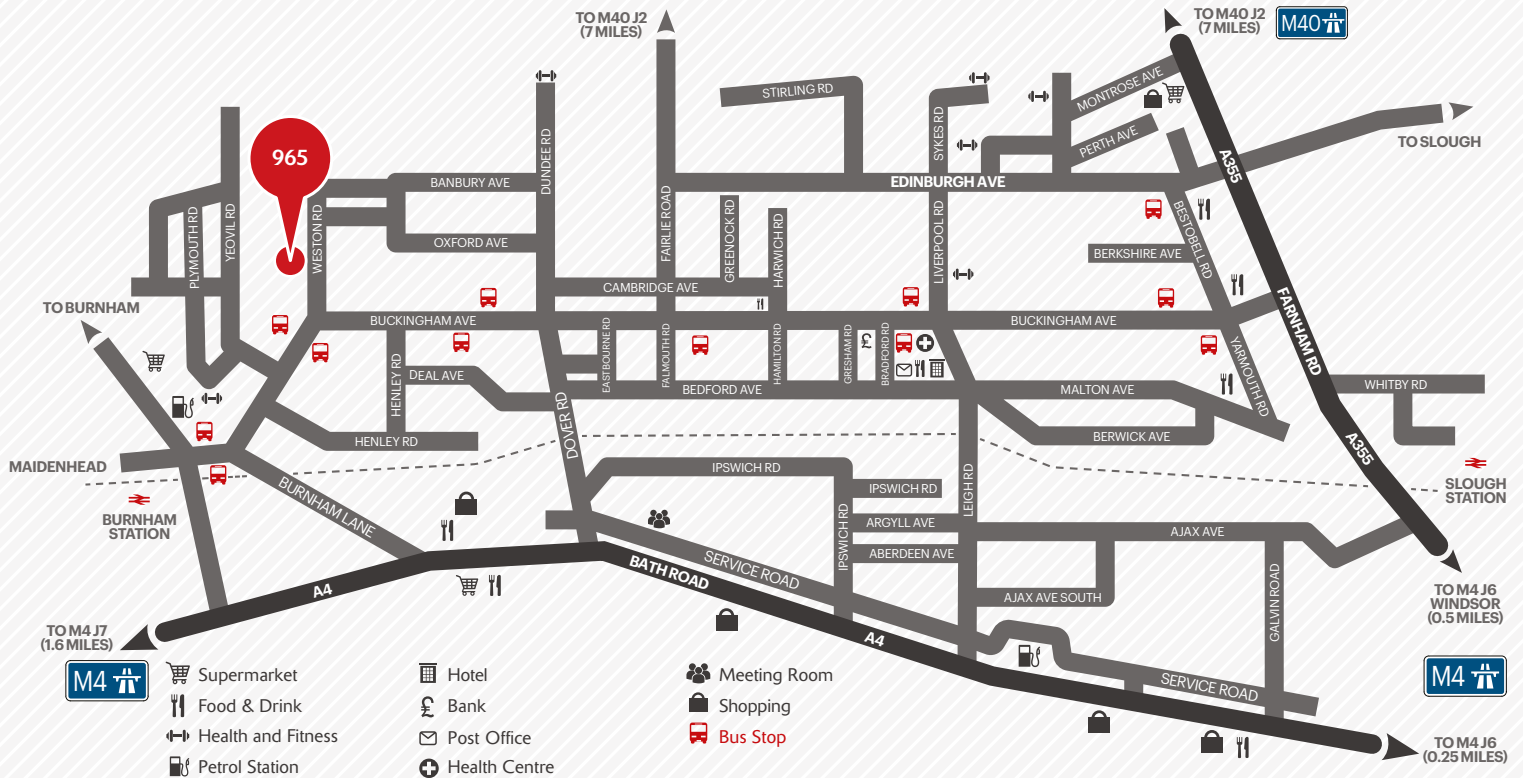 TO M40 J2
(7 MILES)
TO M40 J2
(7 MILES)
M40
965
STIRLING RD
SYKES RD
MONTROSE AVE
PERTH AVE
A355
TO SLOUGH
DUNDEE RD
BANBURY AVE
EDINBURGH AVE
PLYMOUTH RD
YEOVIL RD
WESTON RD
OXFORD AVE
FAIRLIE ROAD
GREENOCK RD
HARWICH RD
LIVERPOOL RD
BESTOBELL RD
BERKSHIRE AVE
CAMBRIDGE AVE
TO BURNHAM
BUCKINGHAM AVE
BUCKINGHAM AVE
FARNHAM RD
HENLEY RD
DEAL AVE
EASTBOURNE RD
FALMOUTH RD
HAMILTON RD
GRESHAM RD
BRADFORD RD
YARMOUTH RD
BEDFORD AVE
MALTON AVE
WHITBY RD
DOVER RD
HENLEY RD
BERWICK AVE
A355
MAIDENHEAD
BURNHAM
STATION
BURNHAM LANE
IPSWICH RD
IPSWICH RD
IPSWICH RD
LEIGH RD
SLOUGH
STATION
ARGYLL AVE
AJAX AVE
ABERDEEN AVE
SERVICE ROAD
BATH ROAD
A4
AJAX AVE SOUTH
GALVIN ROAD
TO M4 J6
WINDSOR
(0.5 MILES)
TO M4 J7
(1.6 MILES)
M4
A4
SERVICE ROAD
M4
TO M4 J6
(0.25 MILES)
Supermarket
Food & Drink
Health and Fitness
Petrol Station
Hotel
£ Bank
Post Office
Health Centre
Meeting Room
Shopping
Bus Stop
£